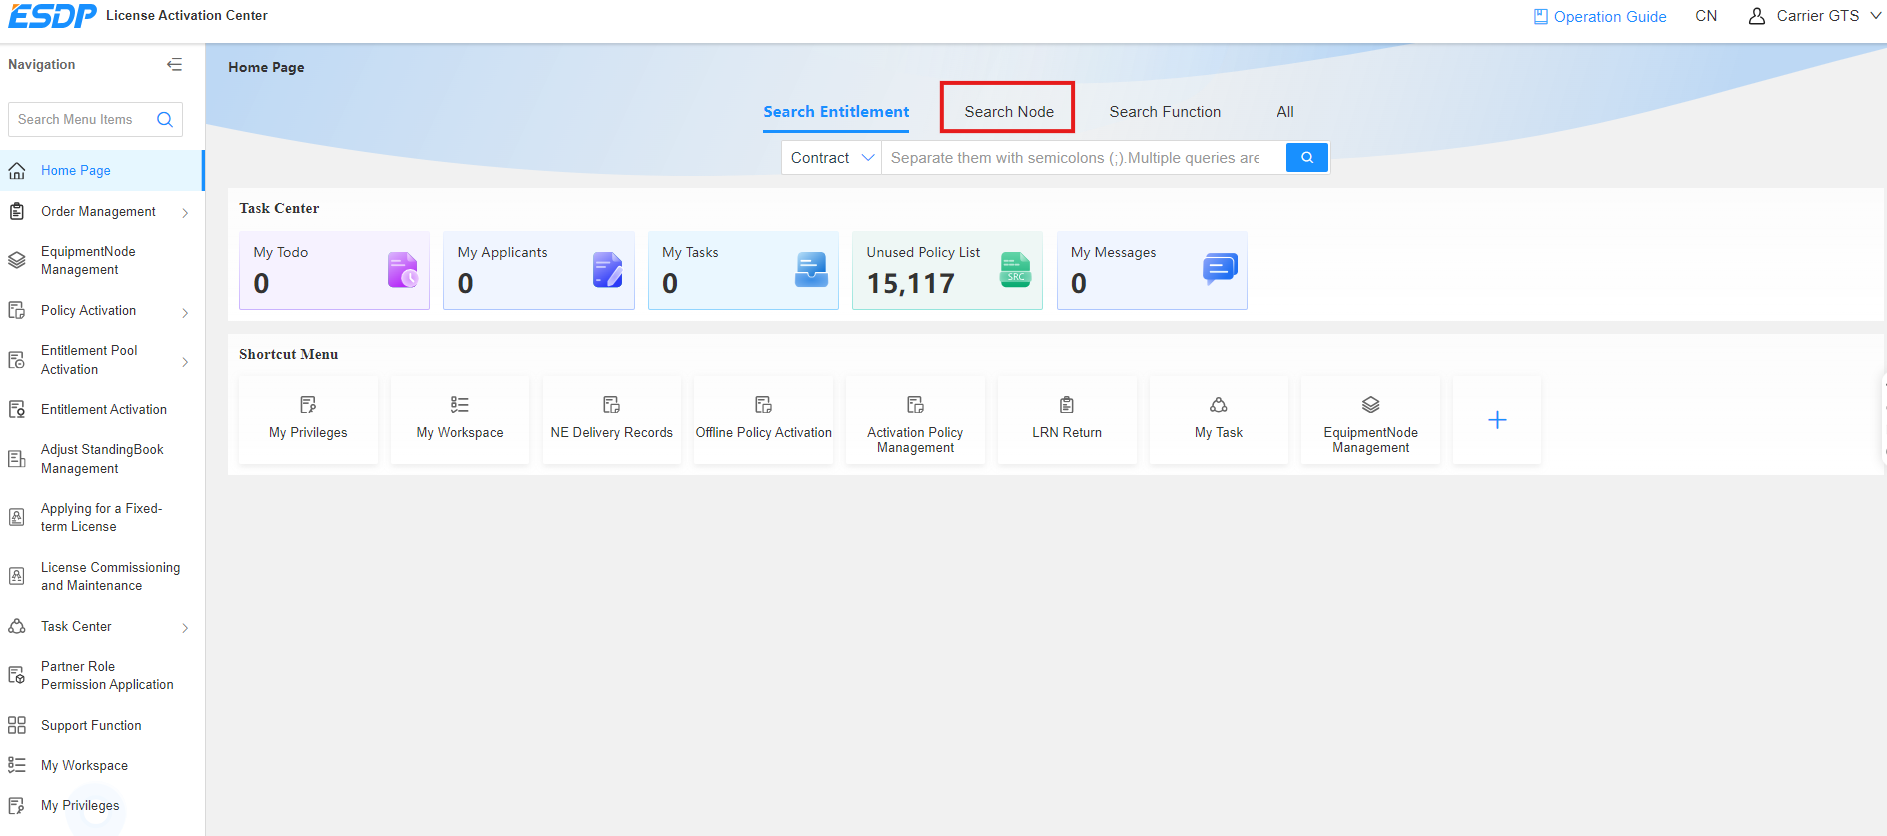 ESDP License Activation Center
Operation Guide
CN
Carrier GTS
Navigation
Search Menu Items
Home Page
Order Management
EquipmentNode
Management
Policy Activation
Entitlement Pool
Activation
Entitlement Activation
Adjust StandingBook
Management
Applying for a Fixed-
term License
License Commissioning
and Maintenance
Task Center
Partner Role
Permission Application
Support Function
My Workspace
My Privileges
Home Page
Search Entitlement
Search Node
Search Function
All
Contract
Separate them with semicolons (;).Multiple queries are
Task Center
My Todo
0
My Applicants
0
My Tasks
0
Unused Policy List
15,117
SRC
My Messages
0
Shortcut Menu
My Privileges
My Workspace
NE Delivery Records
Offline Policy Activation
Activation Policy
Management
LRN Return
My Task
EquipmentNode
Management